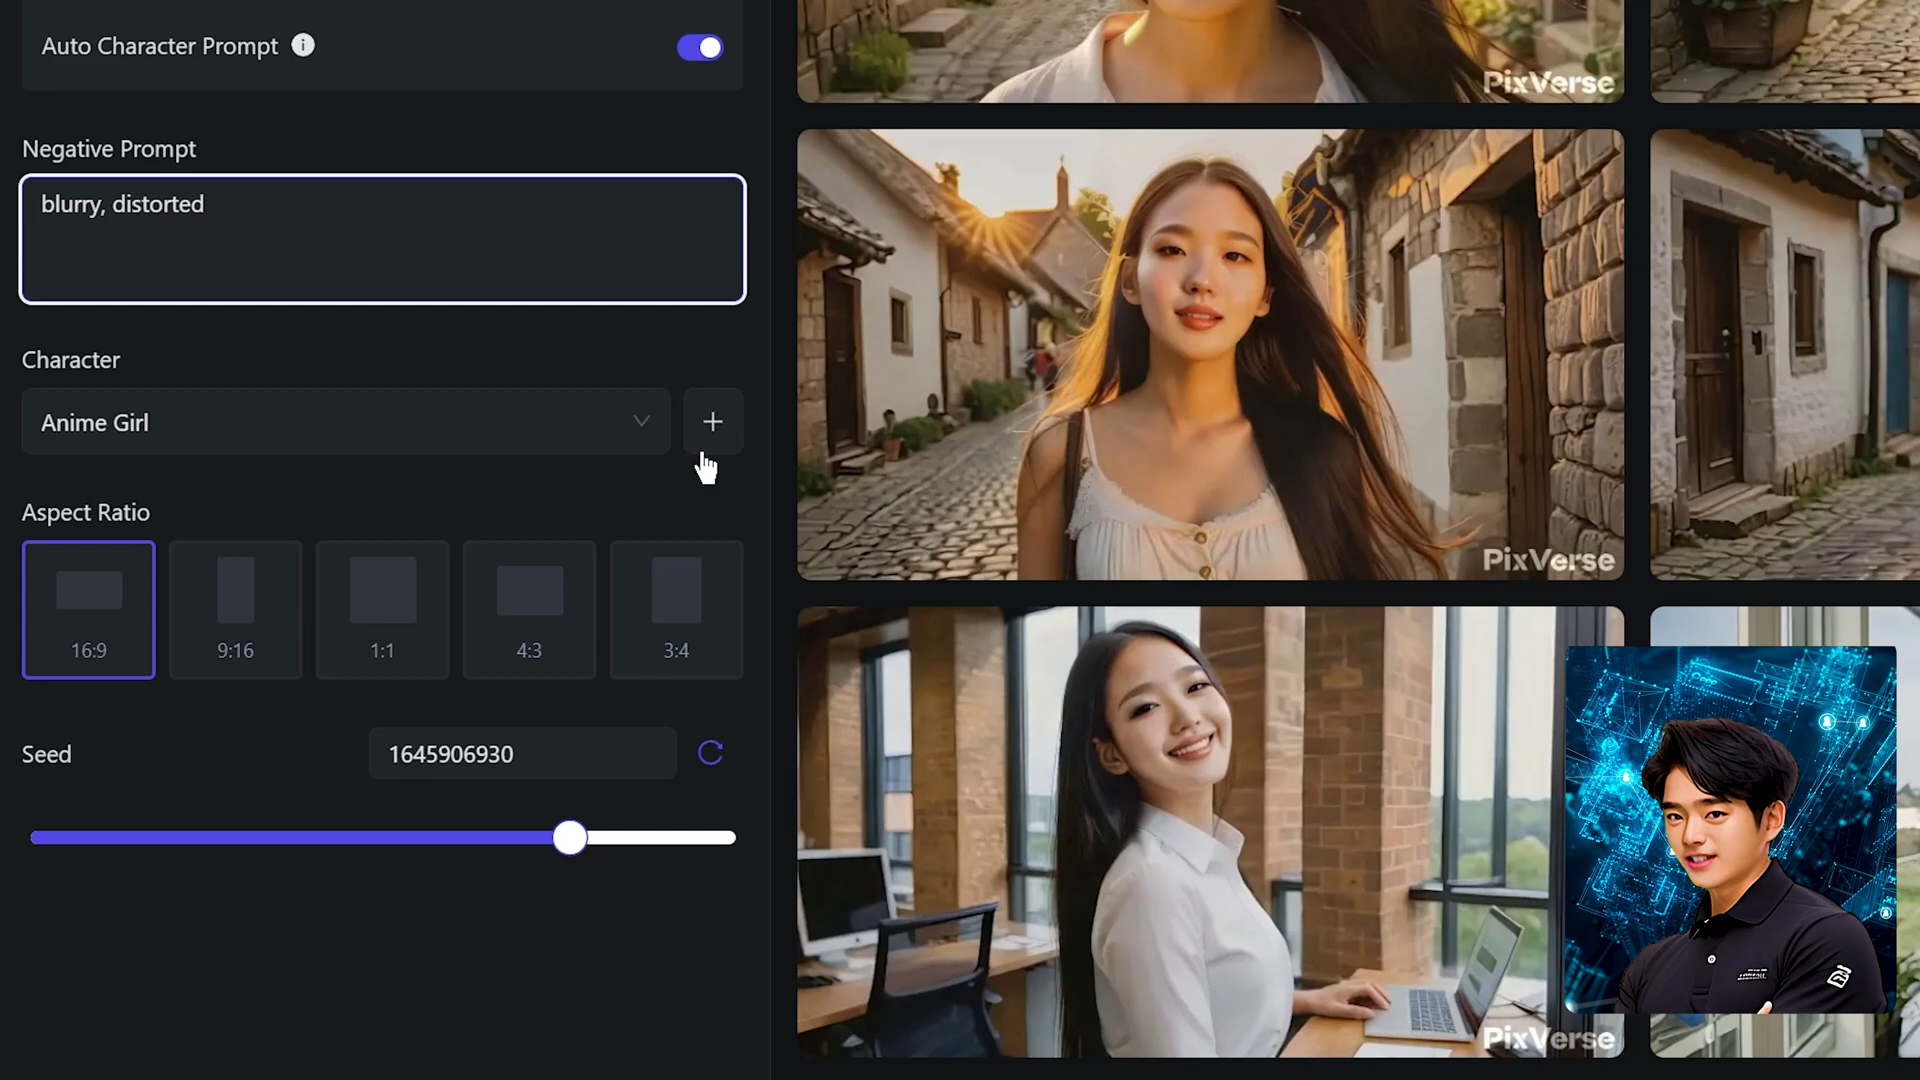 Auto Character Prompt
PixVerse
Negative Prompt
blurry, distorted
Character
Anime Girl
PixVerse
Aspect Ratio
16:9
9:16
1:1
4:3
3:4
Seed
1645906930
PixVerse